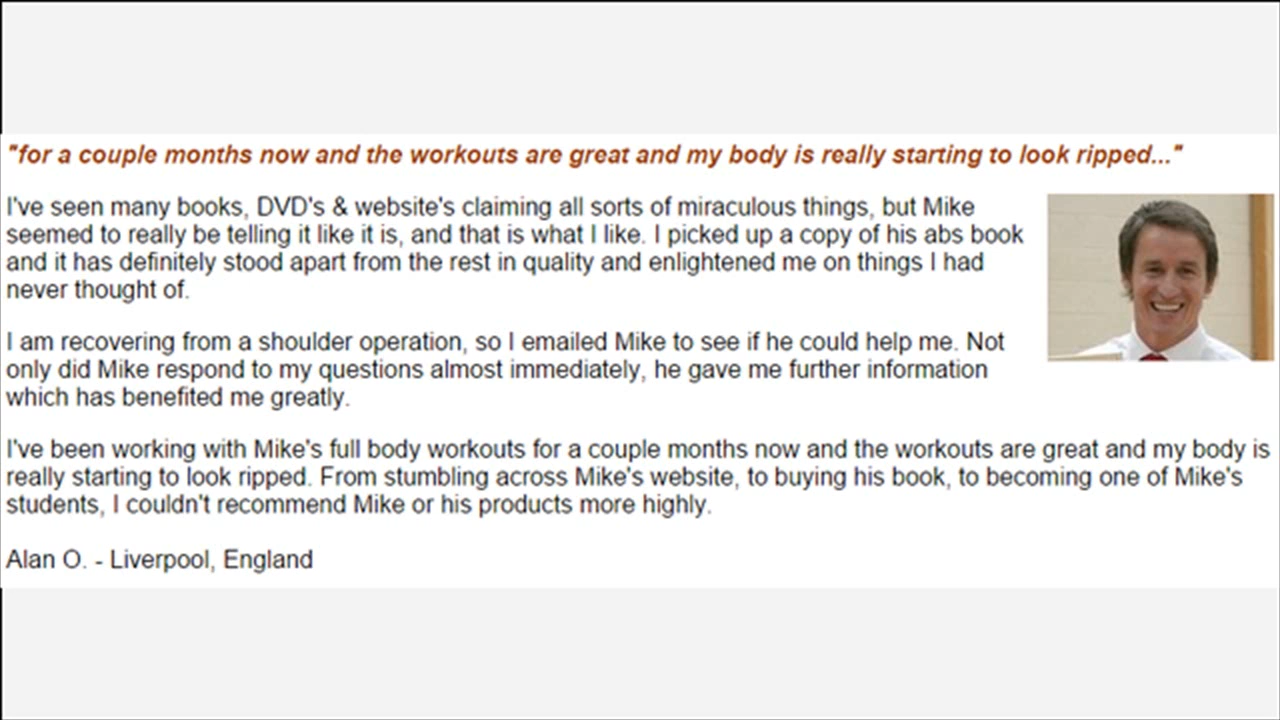 "for a couple months now and the workouts are great and my body is really starting to look ripped..."
I've seen many books, DVD's & website's claiming all sorts of miraculous things, but Mike
seemed to really be telling it like it is, and that is what I like. I picked up a copy of his abs book
and it has definitely stood apart from the rest in quality and enlightened me on things I had
never thought of.
I am recovering from a shoulder operation, so I emailed Mike to see if he could help me. Not
only did Mike respond to my questions almost immediately, he gave me further information
which has benefited me greatly.
I've been working with Mike's full body workouts for a couple months now and the workouts are great and my body is
really starting to look ripped. From stumbling across Mike's website, to buying his book, to becoming one of Mike's
students, I couldn't recommend Mike or his products more highly.
Alan O. - Liverpool, England